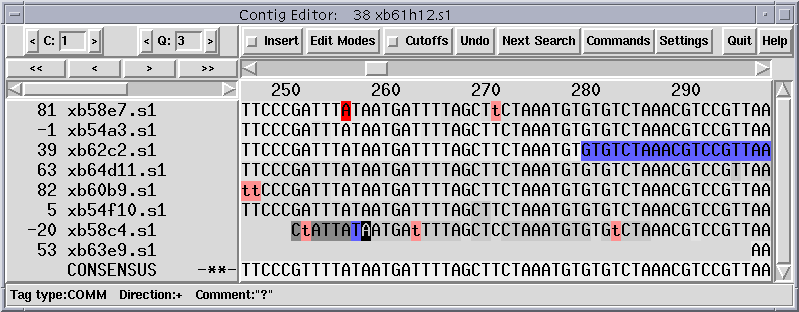 Contig Editor: 38 xb61h12.s1
< C: 1 > < Q: 3 > Insert Edit Modes Cutoffs Undo Next Search Commands Settings Quit Help
<< < > >>
250 260 270 280 290
81 xb58e7.s1 TTCCCGATTTATAATGATTTTAGCTtCTAAATGTGTGTCTAAACGTCCGTTAA
-1 xb54a3.s1 TTCCCGATTTATAATGATTTTAGCTTCTAAATGTGTGTCTAAACGTCCGTTAA
39 xb62c2.s1 TTCCCGATTTATAATGATTTTAGCTTCTAAATGTGTGTCTAAACGTCCGTTAA
63 xb64d11.s1 TTCCCGATTTATAATGATTTTAGCTTCTAAATGTGTGTCTAAACGTCCGTTAA
82 xb60b9.s1 ttCCCGATTTATAATGATTTTAGCTTCTAAATGTGTGTCTAAACGTCCGTTAA
5 xb54f10.s1 TTCCCGATTTATAATGATTTTAGCTTCTAAATGTGTGTCTAAACGTCCGTTAA
-20 xb58c4.s1 CtATTATAATGAtTTTAGCTCCTAAATGTGTGtCTAAACGTCCGTTAA
53 xb63e9.s1 AA
CONSENSUS -**- TTCCCGTTTTATAATGATTTTAGCTTCTAAATGTGTGTCTAAACGTCCGTTAA
Tag type:COMM Direction:+ Comment:"?"